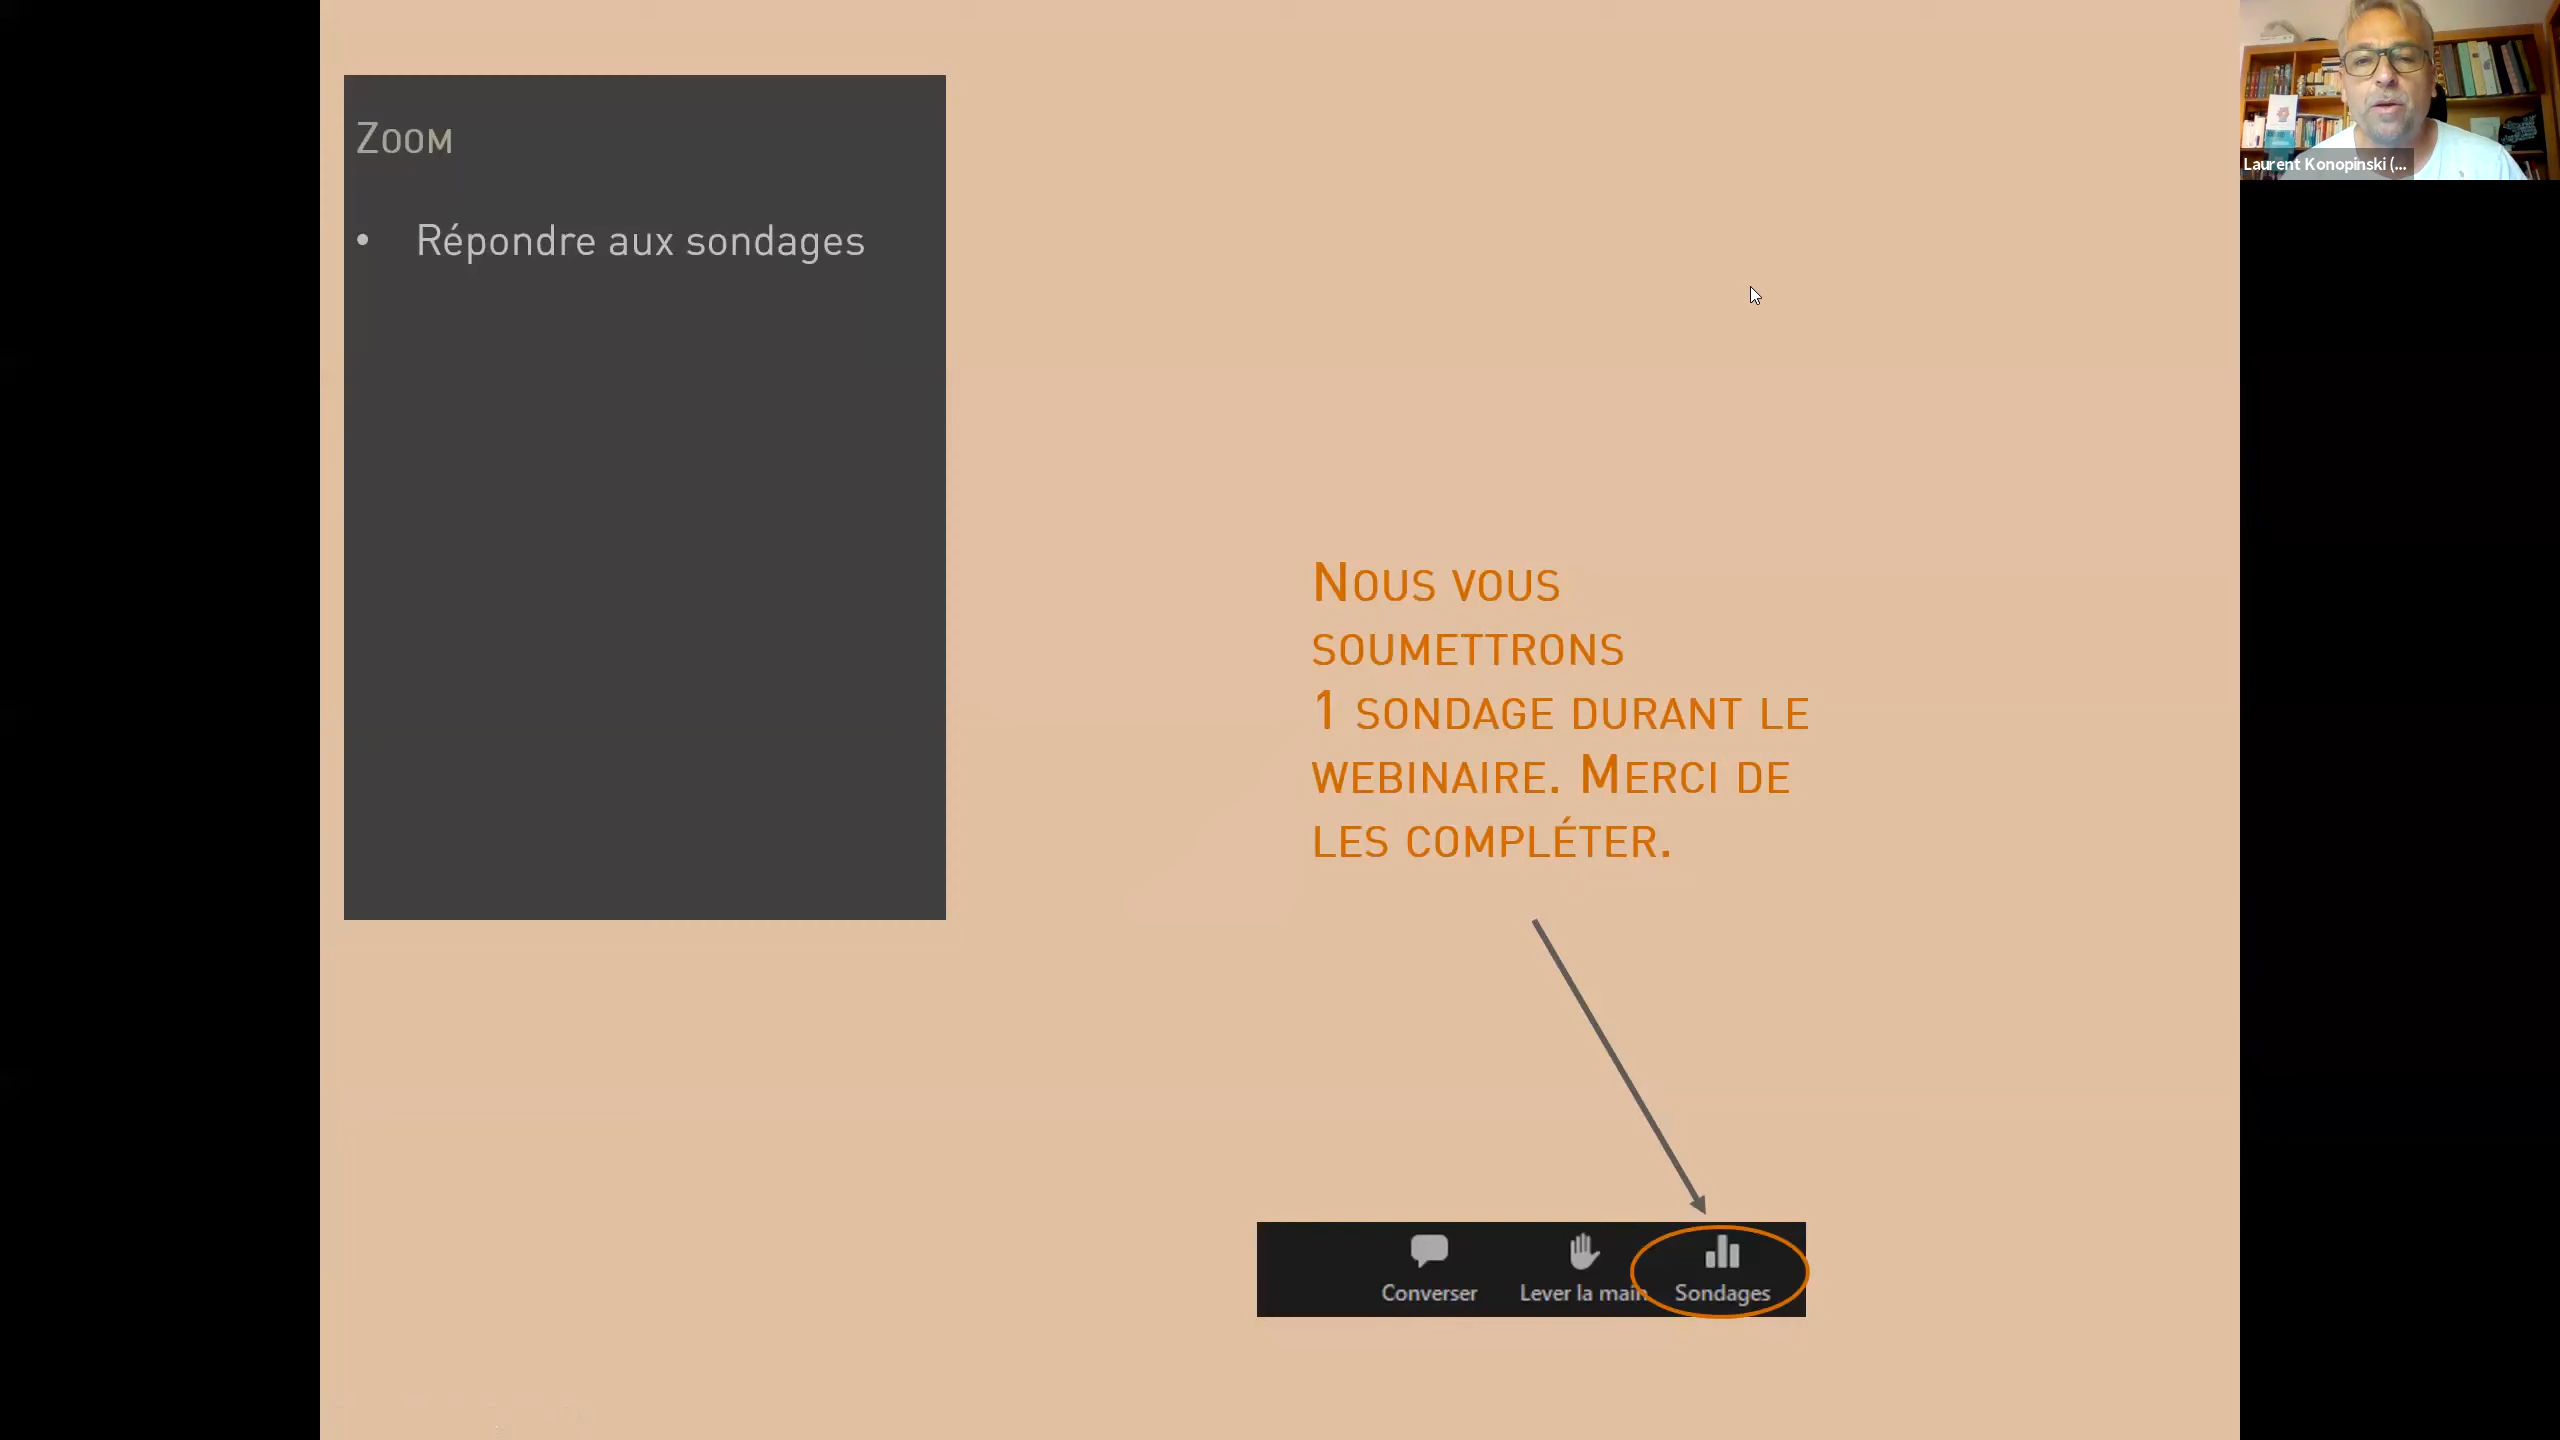 Zoom
• Répondre aux sondages
Laurent Konopinski (...
Nous vous
soumettrons
1 sondage durant le
webinaire. Merci de
les compléter.
Converser
Lever la main
Sondages